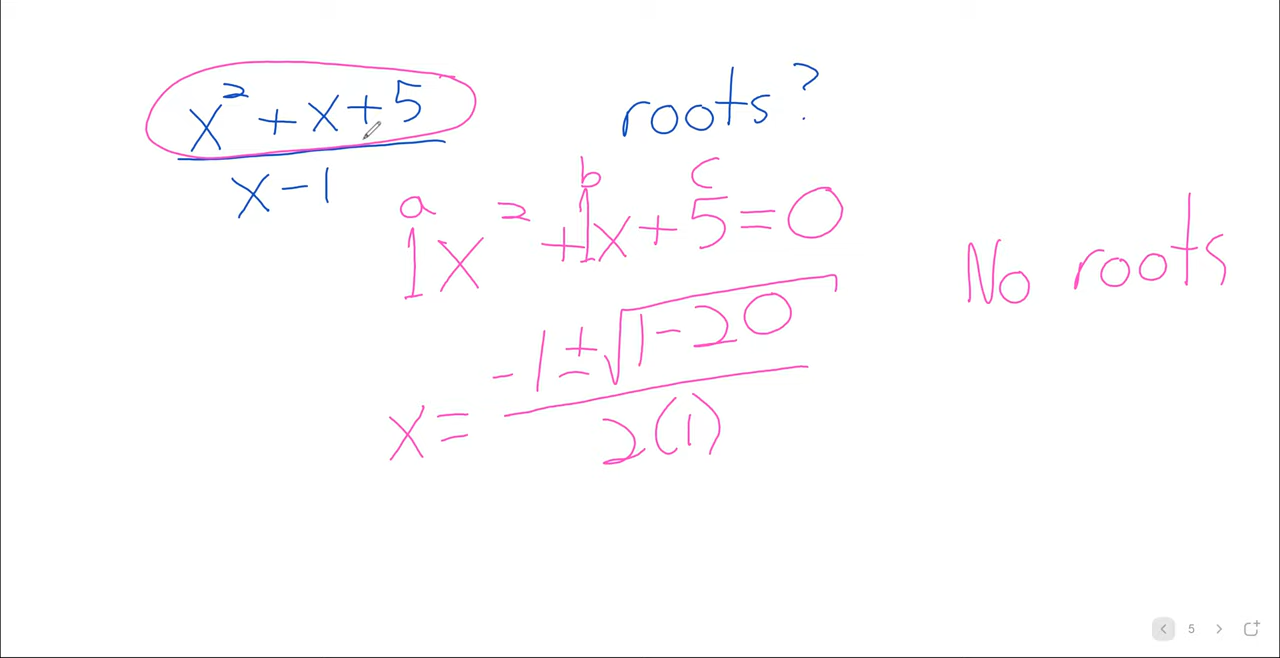 x² + x + 5 / x - 1
roots?
a b c
1x² + 1x + 5 = 0
No roots
x = -1 ± √1 - 20 / 2(1)
5